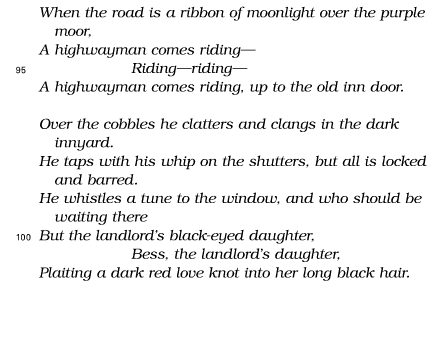 When the road is a ribbon of moonlight over the purple
moor,
A highwayman comes riding—
95 Riding—riding—
A highwayman comes riding, up to the old inn door.
Over the cobbles he clatters and clangs in the dark
innyard.
He taps with his whip on the shutters, but all is locked
and barred.
He whistles a tune to the window, and who should be
waiting there
100 But the landlord's black-eyed daughter,
Bess, the landlord's daughter,
Plaiting a dark red love knot into her long black hair.